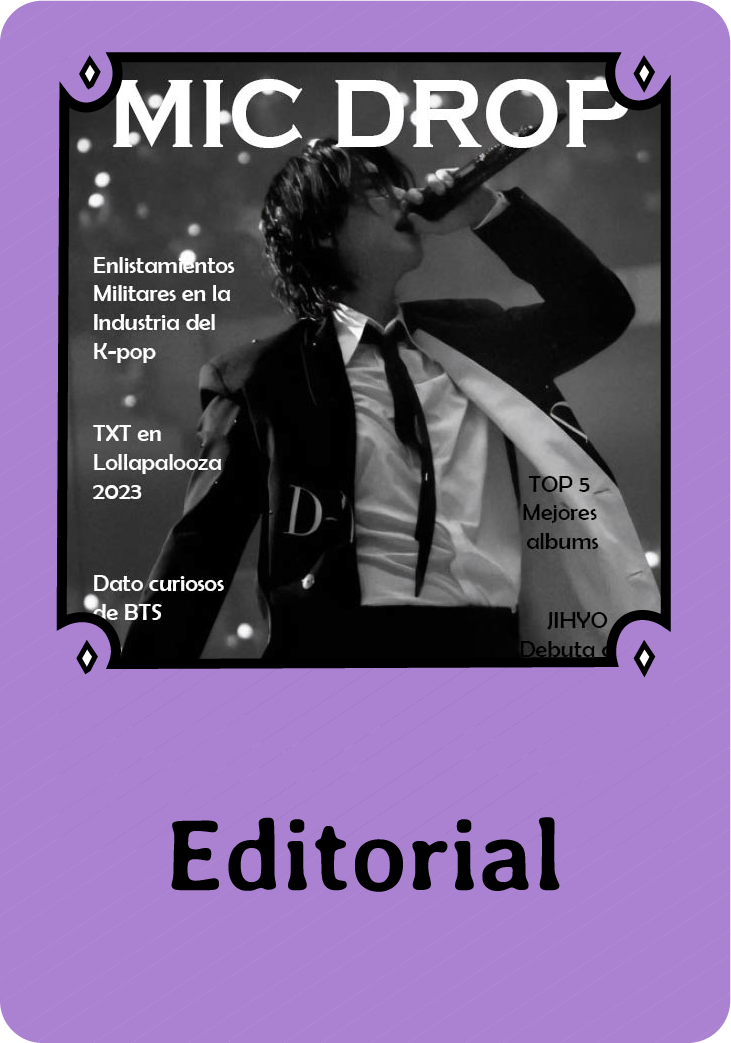 MIC DROP
Enlistamientos
Militares en la
Industria del
K-pop
TXT en
Lollapalooza
2023
Dato curiosos
de BTS
D-
TOP 5
Mejores
albums
JIHYO
Debuta
Editorial